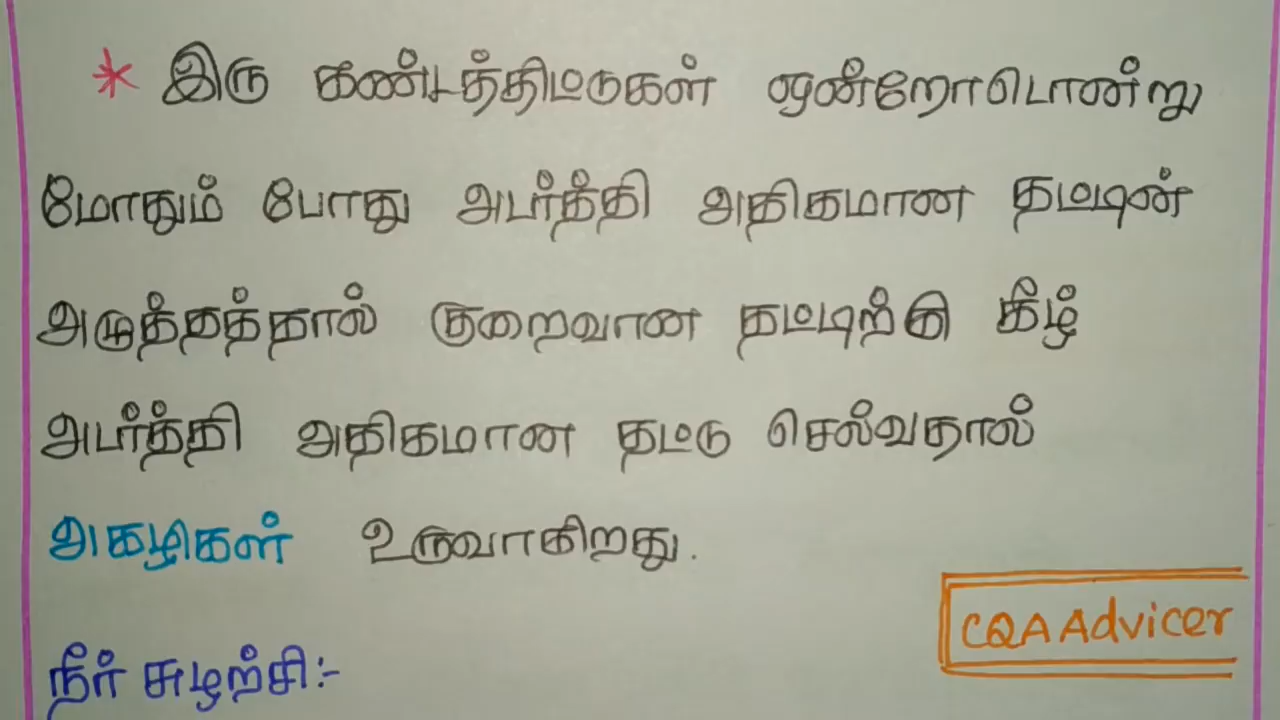 * இரு கண்டத்திட்டுகள் ஒன்றோடொன்று
மோதும் போது அடர்த்தி அதிகமான தட்டின்
அழுத்தத்தால் குறைவான தட்டிற்கு கீழ்
அடர்த்தி அதிகமான தட்டு செல்வதால்
அகழிகள் உருவாகிறது.
CQA Advicer
நீர் சுழற்சி:-